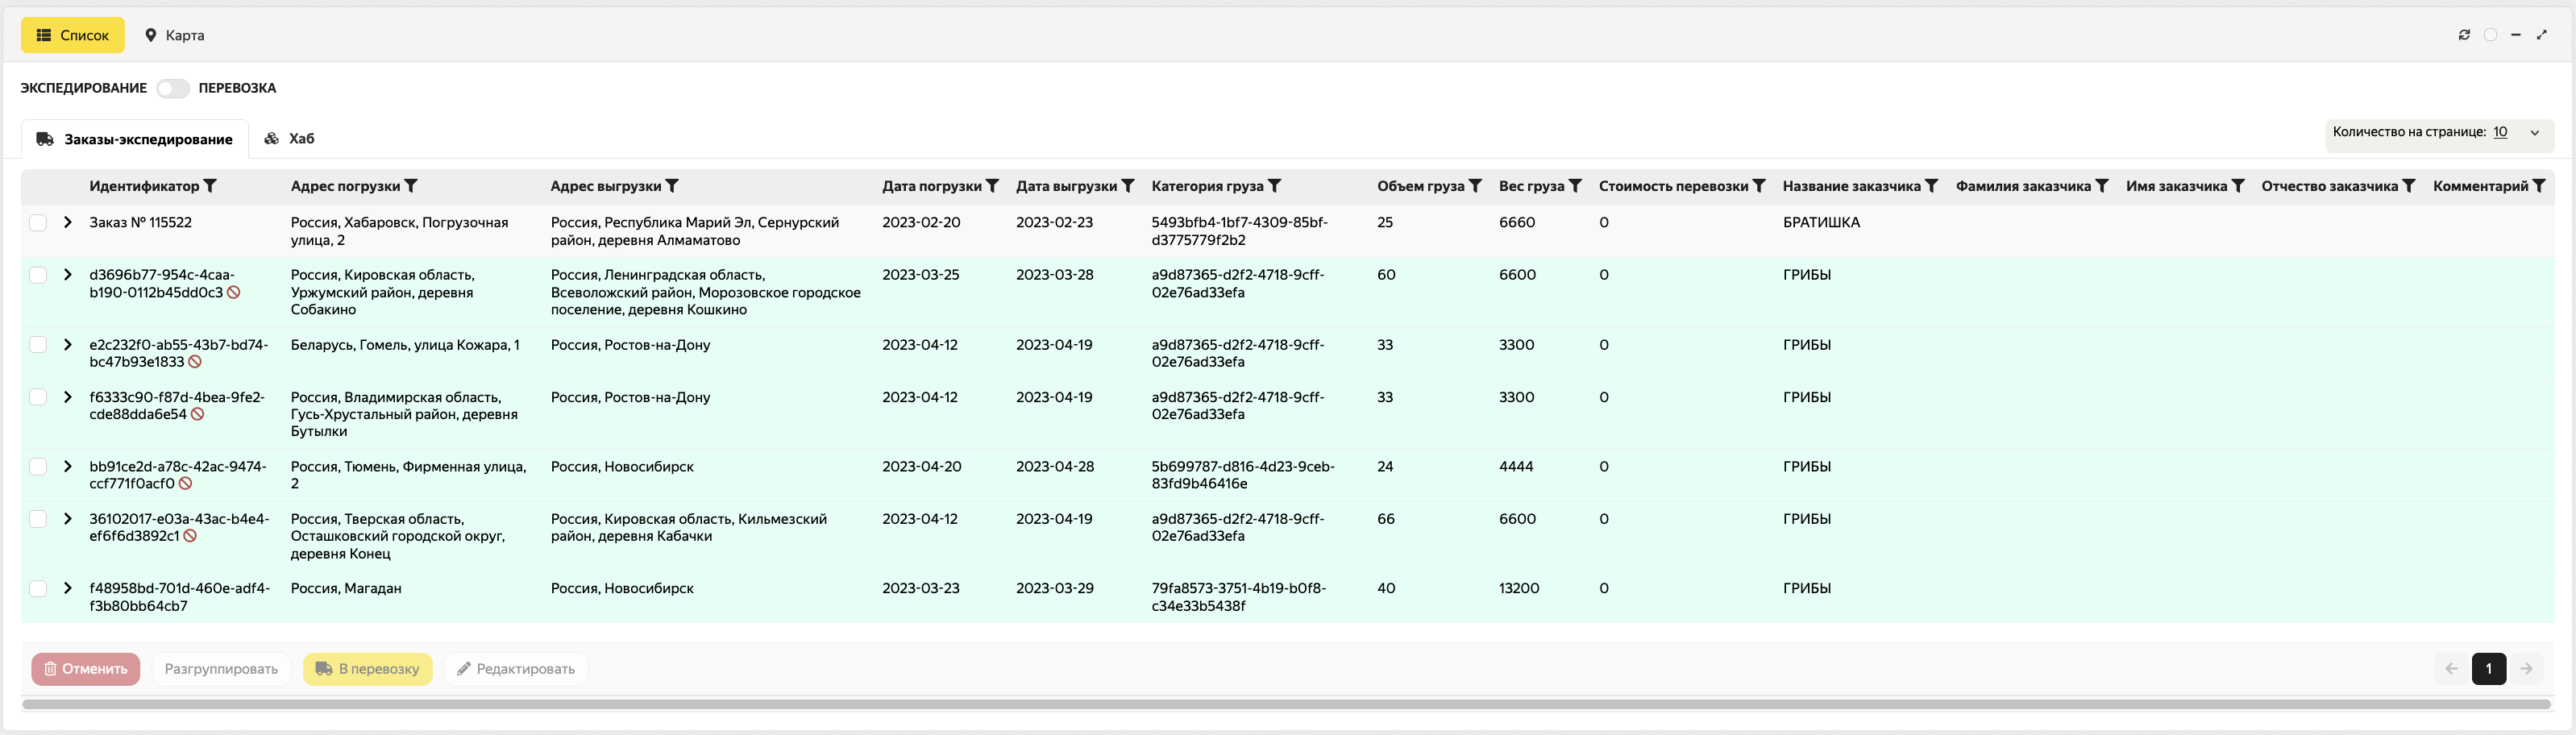 Список Карта
ЭКСПЕДИРОВАНИЕ ПЕРЕВОЗКА
Заказы-экспедирование Хаб Количество на странице: 10
Идентификатор Адрес погрузки Адрес выгрузки Дата погрузки Дата выгрузки Категория груза Объем груза Вес груза Стоимость перевозки Название заказчика Фамилия заказчика Имя заказчика Отчество заказчика Комментарий
Заказ № 115522 Россия, Хабаровск, Погрузочная Россия, Республика Марий Эл, Сернурский 2023-02-20 2023-02-23 5493bfb4-1bf7-4309-85bf- 25 6660 0 БРАТИШКА
улица, 2 район, деревня Алмаматово d3775779f2b2
d3696b77-954c-4caa- Россия, Кировская область, Россия, Ленинградская область, 2023-03-25 2023-03-28 a9d87365-d2f2-4718-9cff- 60 6600 0 ГРИБЫ
b190-0112b45dd0c3 Уржумский район, деревня Всеволожский район, Морозовское городское 02e76ad33efa
Собакино поселение, деревня Кошкино
e2c232f0-ab55-43b7-bd74- Беларусь, Гомель, улица Кожара, 1 Россия, Ростов-на-Дону 2023-04-12 2023-04-19 a9d87365-d2f2-4718-9cff- 33 3300 0 ГРИБЫ
bc47b93e1833 02e76ad33efa
f6333c90-f87d-4bea-9fe2- Россия, Владимирская область, Россия, Ростов-на-Дону 2023-04-12 2023-04-19 a9d87365-d2f2-4718-9cff- 33 3300 0 ГРИБЫ
cde88dda6e54 Гусь-Хрустальный район, деревня 02e76ad33efa
Бутылки
bb91ce2d-a78c-42ac-9474- Россия, Тюмень, Фирменная улица, Россия, Новосибирск 2023-04-20 2023-04-28 5b699787-d816-4d23-9ceb- 24 4444 0 ГРИБЫ
ccf771f0acf0 2 83fd9b46416e
36102017-e03a-43ac-b4e4- Россия, Тверская область, Россия, Кировская область, Кильмезский 2023-04-12 2023-04-19 a9d87365-d2f2-4718-9cff- 66 6600 0 ГРИБЫ
ef6f6d3892c1 Осташковский городской округ, район, деревня Кабачки 02e76ad33efa
деревня Конец
f48958bd-701d-460e-adf4- Россия, Магадан Россия, Новосибирск 2023-03-23 2023-03-29 79fa8573-3751-4b19-b0f8- 40 13200 0 ГРИБЫ
f3b80bb64cb7 c34e33b5438f
Отменить Разгруппировать В перевозку Редактировать 1